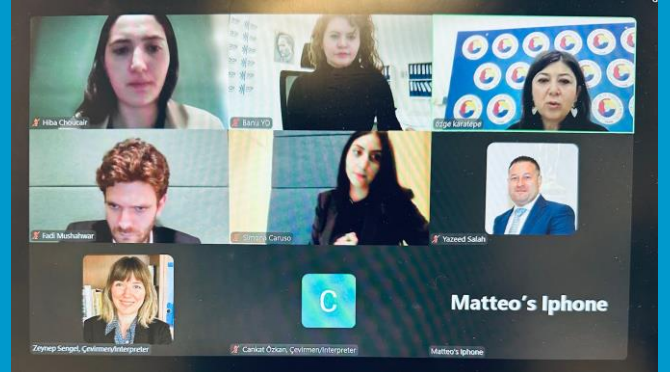 Hiba Choucair
Banu YO
özge karatepe
Fadi Mushahwar
Simona Caruso
Yazeed Salah
C
Matteo's Iphone
Zeynep Sengel, Çevirmen/Interpreter
Cankat Özkan, Çevirmen/Interpreter
Matteo's Iphone